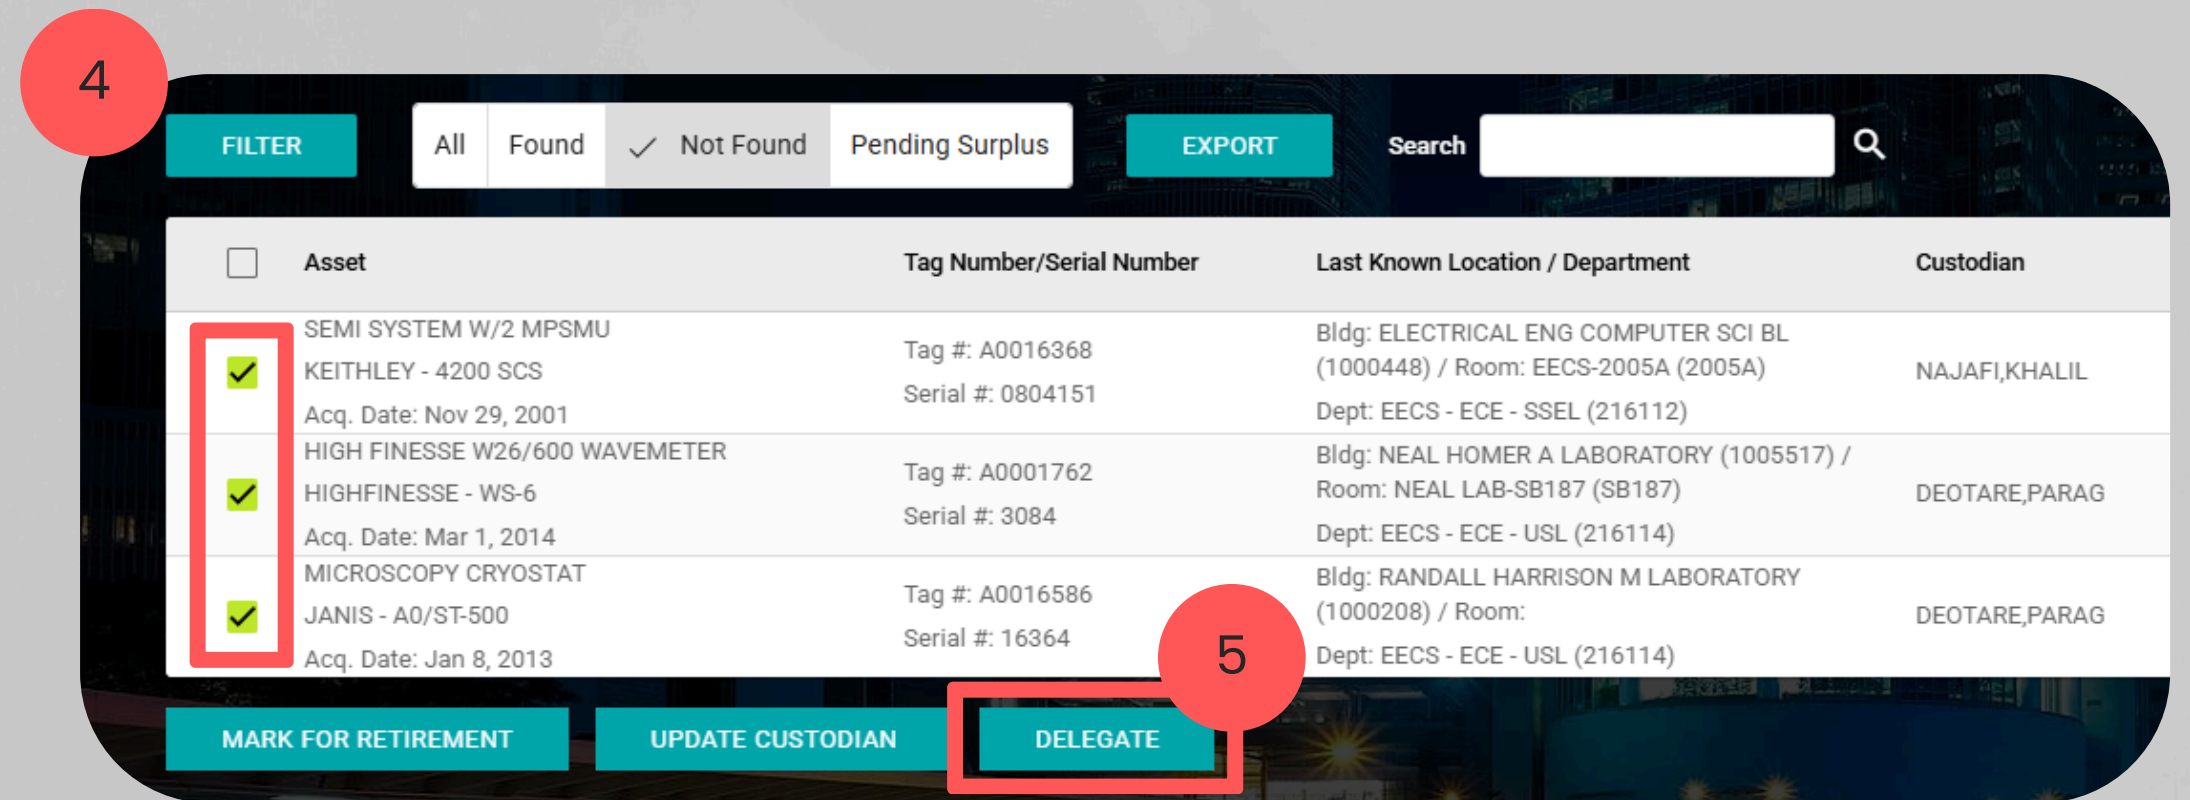 4
FILTER
All
Found
Not Found
Pending Surplus
EXPORT
Search
Asset
Tag Number/Serial Number
Last Known Location / Department
Custodian
SEMI SYSTEM W/2 MPSMU
KEITHLEY - 4200 SCS
Acq. Date: Nov 29, 2001
Tag #: A0016368
Serial #: 0804151
Bldg: ELECTRICAL ENG COMPUTER SCI BL
(1000448) / Room: EECS-2005A (2005A)
Dept: EECS - ECE - SSEL (216112)
NAJAFI,KHALIL
HIGH FINESSE W26/600 WAVEMETER
HIGHFINESSE - WS-6
Acq. Date: Mar 1, 2014
Tag #: A0001762
Serial #: 3084
Bldg: NEAL HOMER A LABORATORY (1005517) /
Room: NEAL LAB-SB187 (SB187)
Dept: EECS - ECE - USL (216114)
DEOTARE,PARAG
MICROSCOPY CRYOSTAT
JANIS - A0/ST-500
Acq. Date: Jan 8, 2013
Tag #: A0016586
Serial #: 16364
Bldg: RANDALL HARRISON M LABORATORY
(1000208) / Room:
Dept: EECS - ECE - USL (216114)
DEOTARE,PARAG
5
MARK FOR RETIREMENT
UPDATE CUSTODIAN
DELEGATE